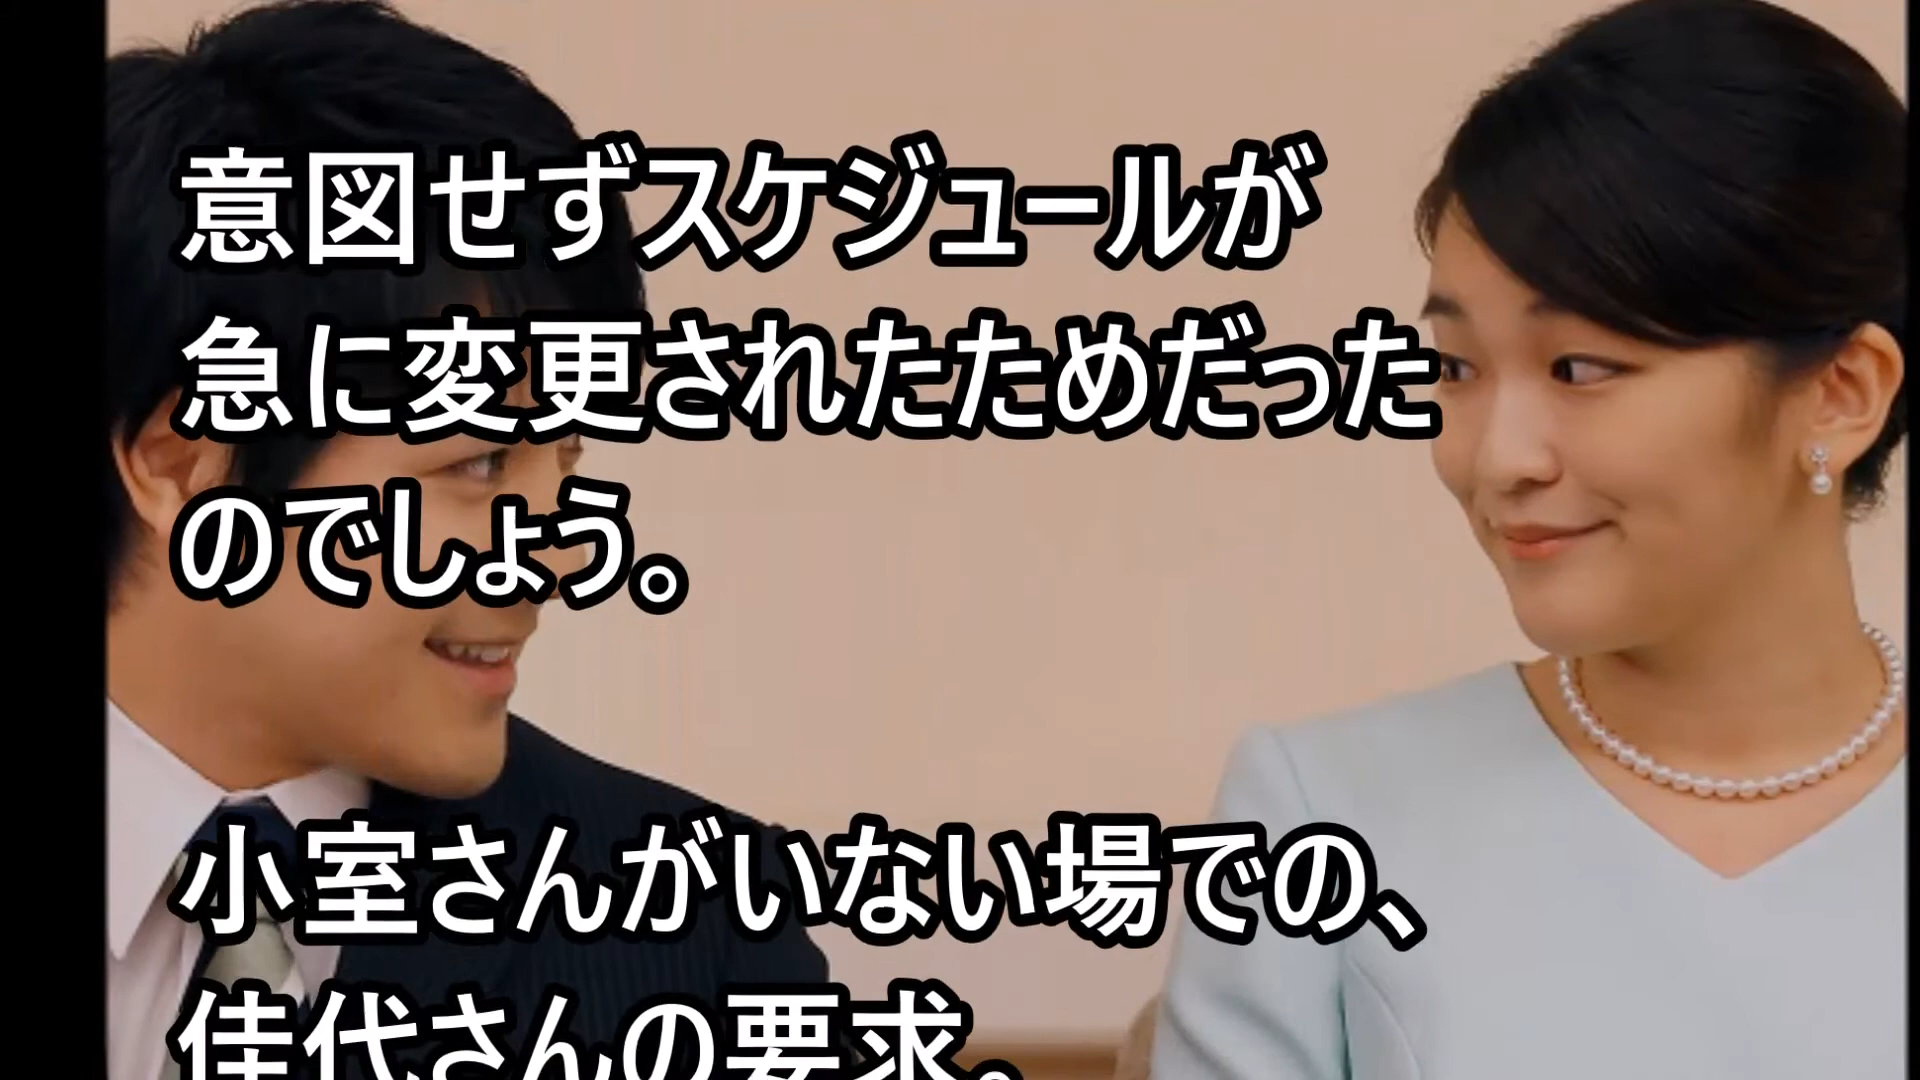 意図せずスケジュールが
急に変更されたためだった
のでしょう。
小室さんがいない場での、
佳代さんの要求。